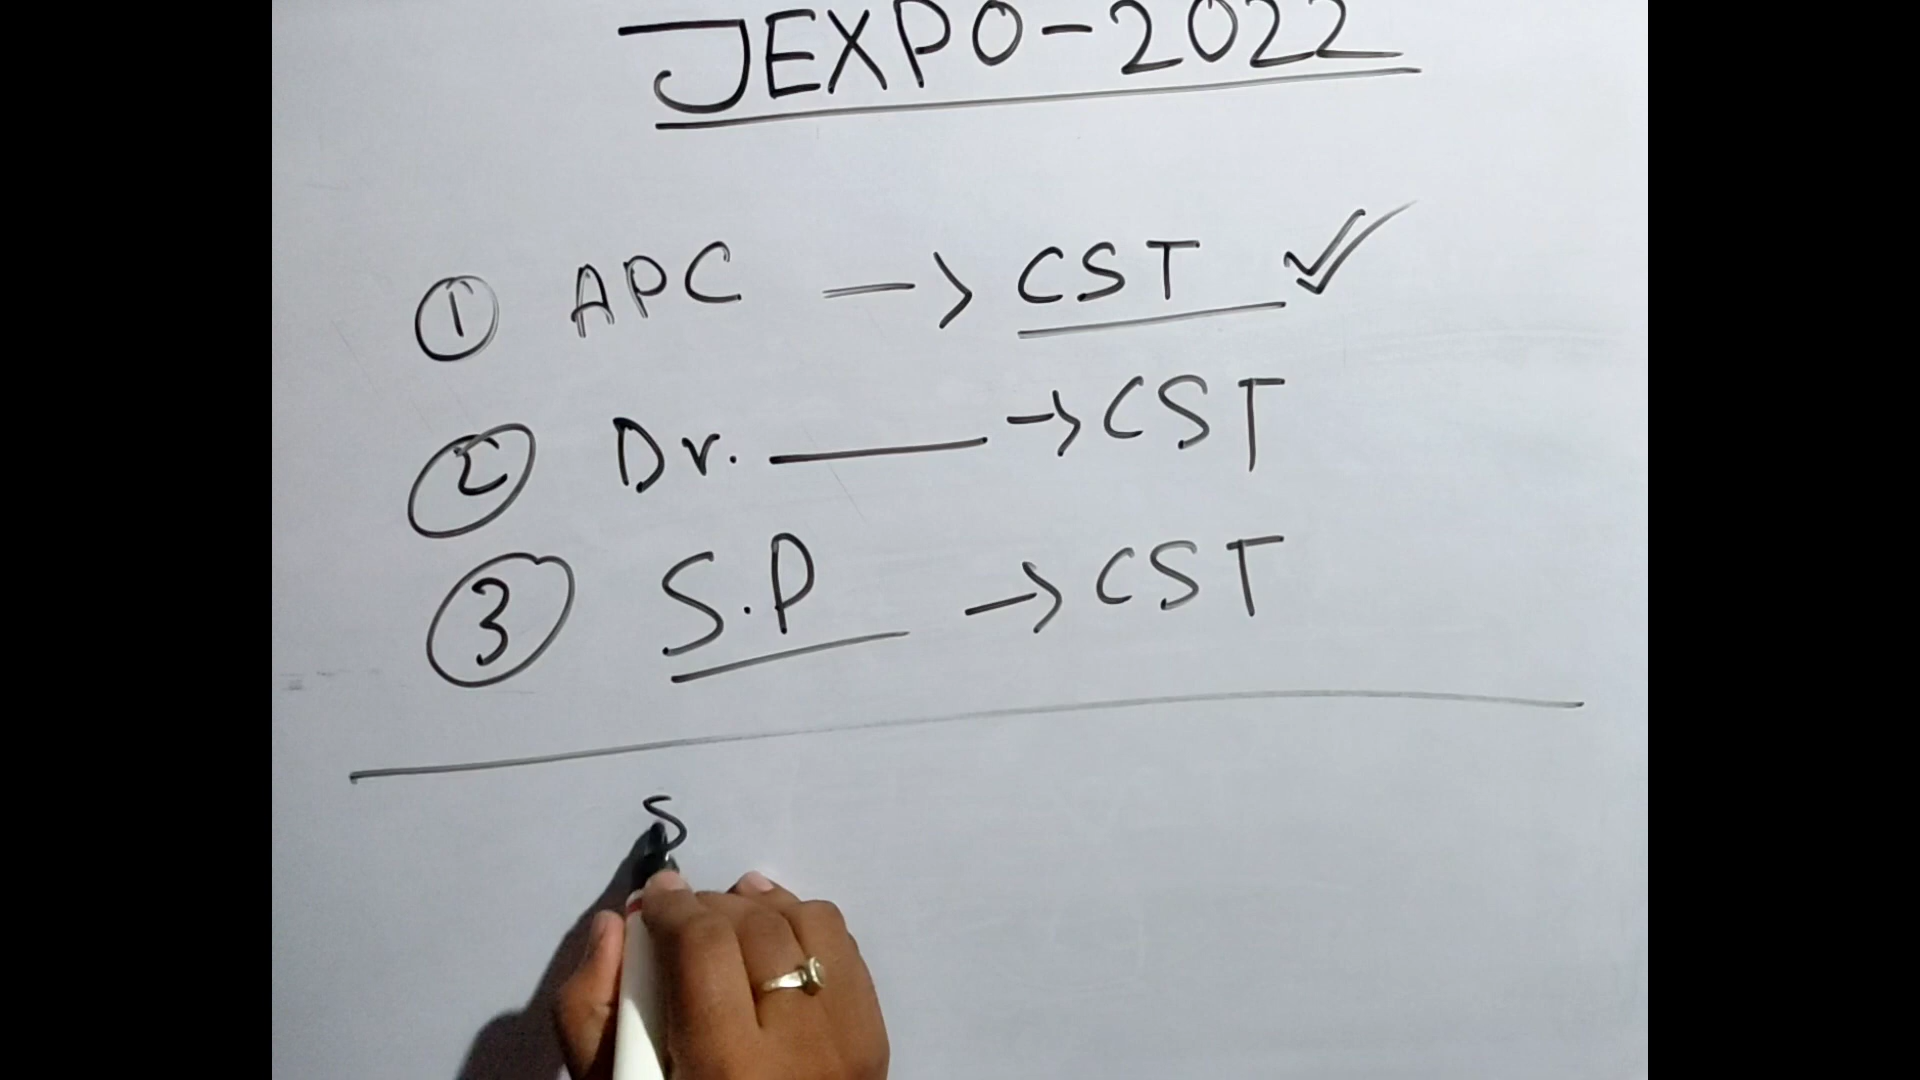 JEXPO-2022
① APC → CST ✓
② Dr. ——— → CST
③ S.P → CST
S